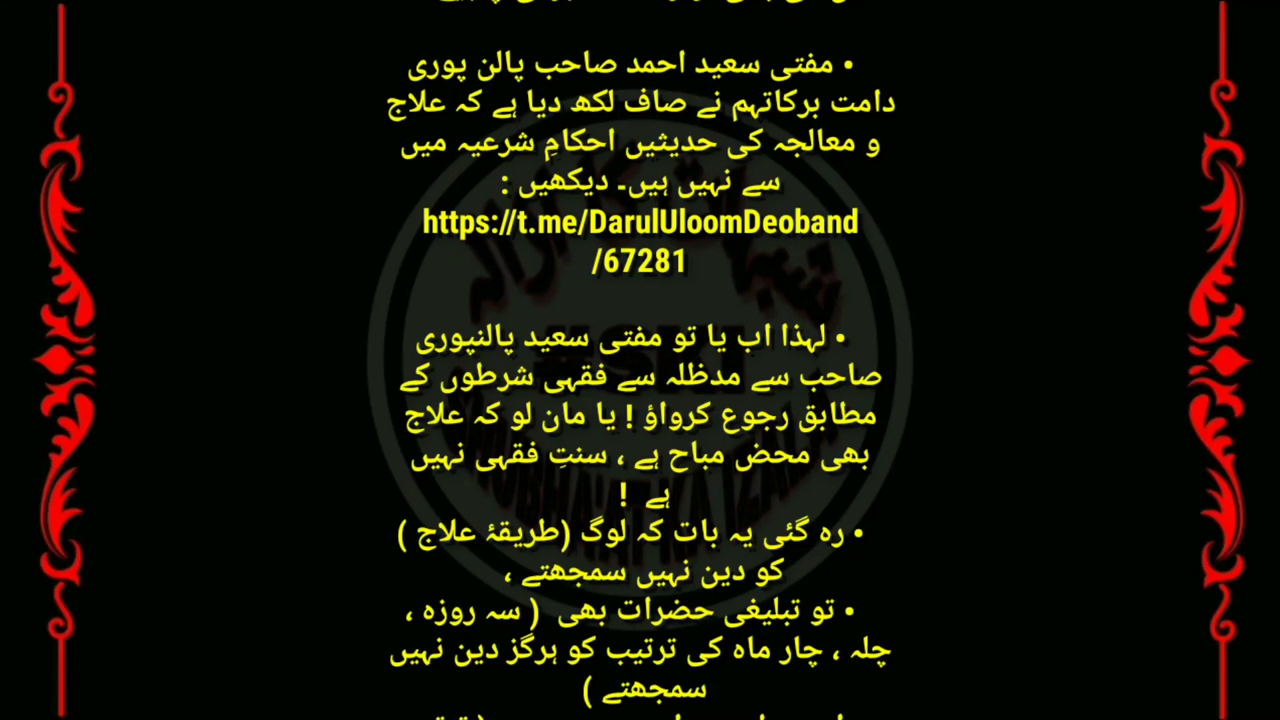 • مفتی سعید احمد صاحب پالن پوری
دامت برکاتہم نے صاف لکھ دیا ہے کہ علاج
و معالجہ کی حدیثیں احکامِ شرعیہ میں
سے نہیں ہیں۔ دیکھیں :
https://t.me/DarulUloomDeoband
/67281
• لہذا اب یا تو مفتی سعید پالنپوری
صاحب سے مدظلہ سے فقہی شرطوں کے
مطابق رجوع کرواؤ ! یا مان لو کہ علاج
بھی محض مباح ہے ، سنتِ فقہی نہیں
ہے !
• رہ گئی یہ بات کہ لوگ (طریقۂ علاج )
کو دین نہیں سمجھتے ،
• تو تبلیغی حضرات بھی ( سہ روزہ ،
چلہ ، چار ماہ کی ترتیب کو ہرگز دین نہیں
سمجھتے )